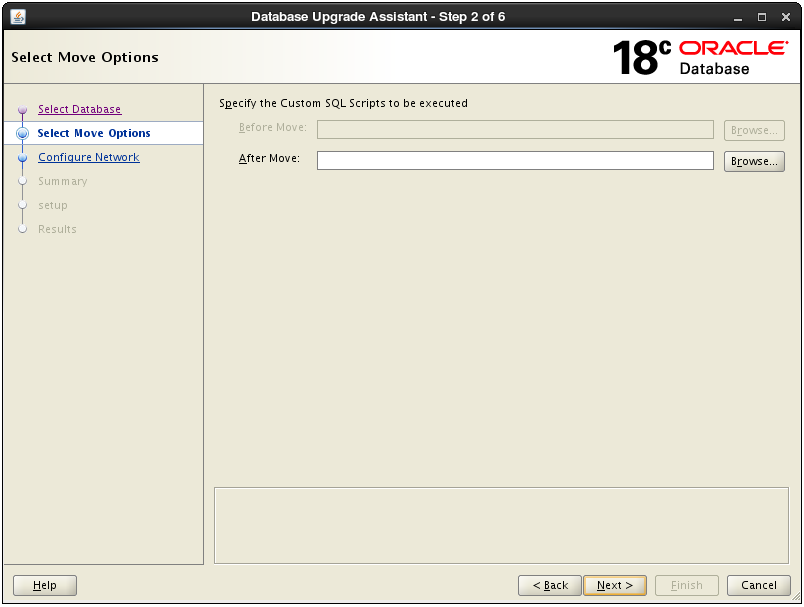 Database Upgrade Assistant - Step 2 of 6
Select Move Options
18c ORACLE
Database
Select Database
Select Move Options
Configure Network
Summary
setup
Results
Specify the Custom SQL Scripts to be executed
Before Move: Browse...
After Move: Browse...
Help < Back Next > Finish Cancel